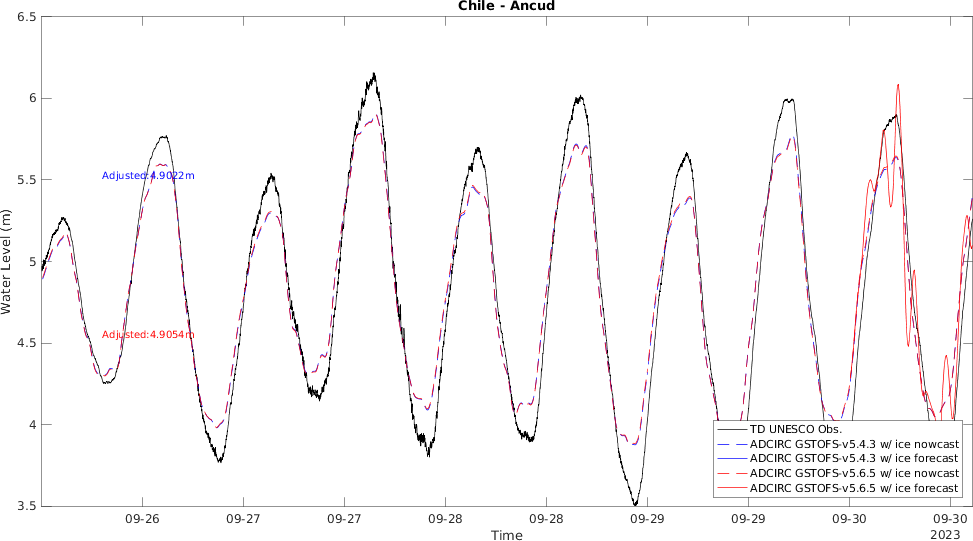 Chile - Ancud
6.5
6
5.5
5
4.5
4
3.5
Water Level (m)
Adjusted:4.9022m
Adjusted:4.9054m
TD UNESCO Obs.
ADCIRC GSTOFS-v5.4.3 w/ ice nowcast
ADCIRC GSTOFS-v5.4.3 w/ ice forecast
ADCIRC GSTOFS-v5.6.5 w/ ice nowcast
ADCIRC GSTOFS-v5.6.5 w/ ice forecast
09-26 09-27 09-27 09-28 09-28 09-29 09-29 09-30 09-30
2023
Time